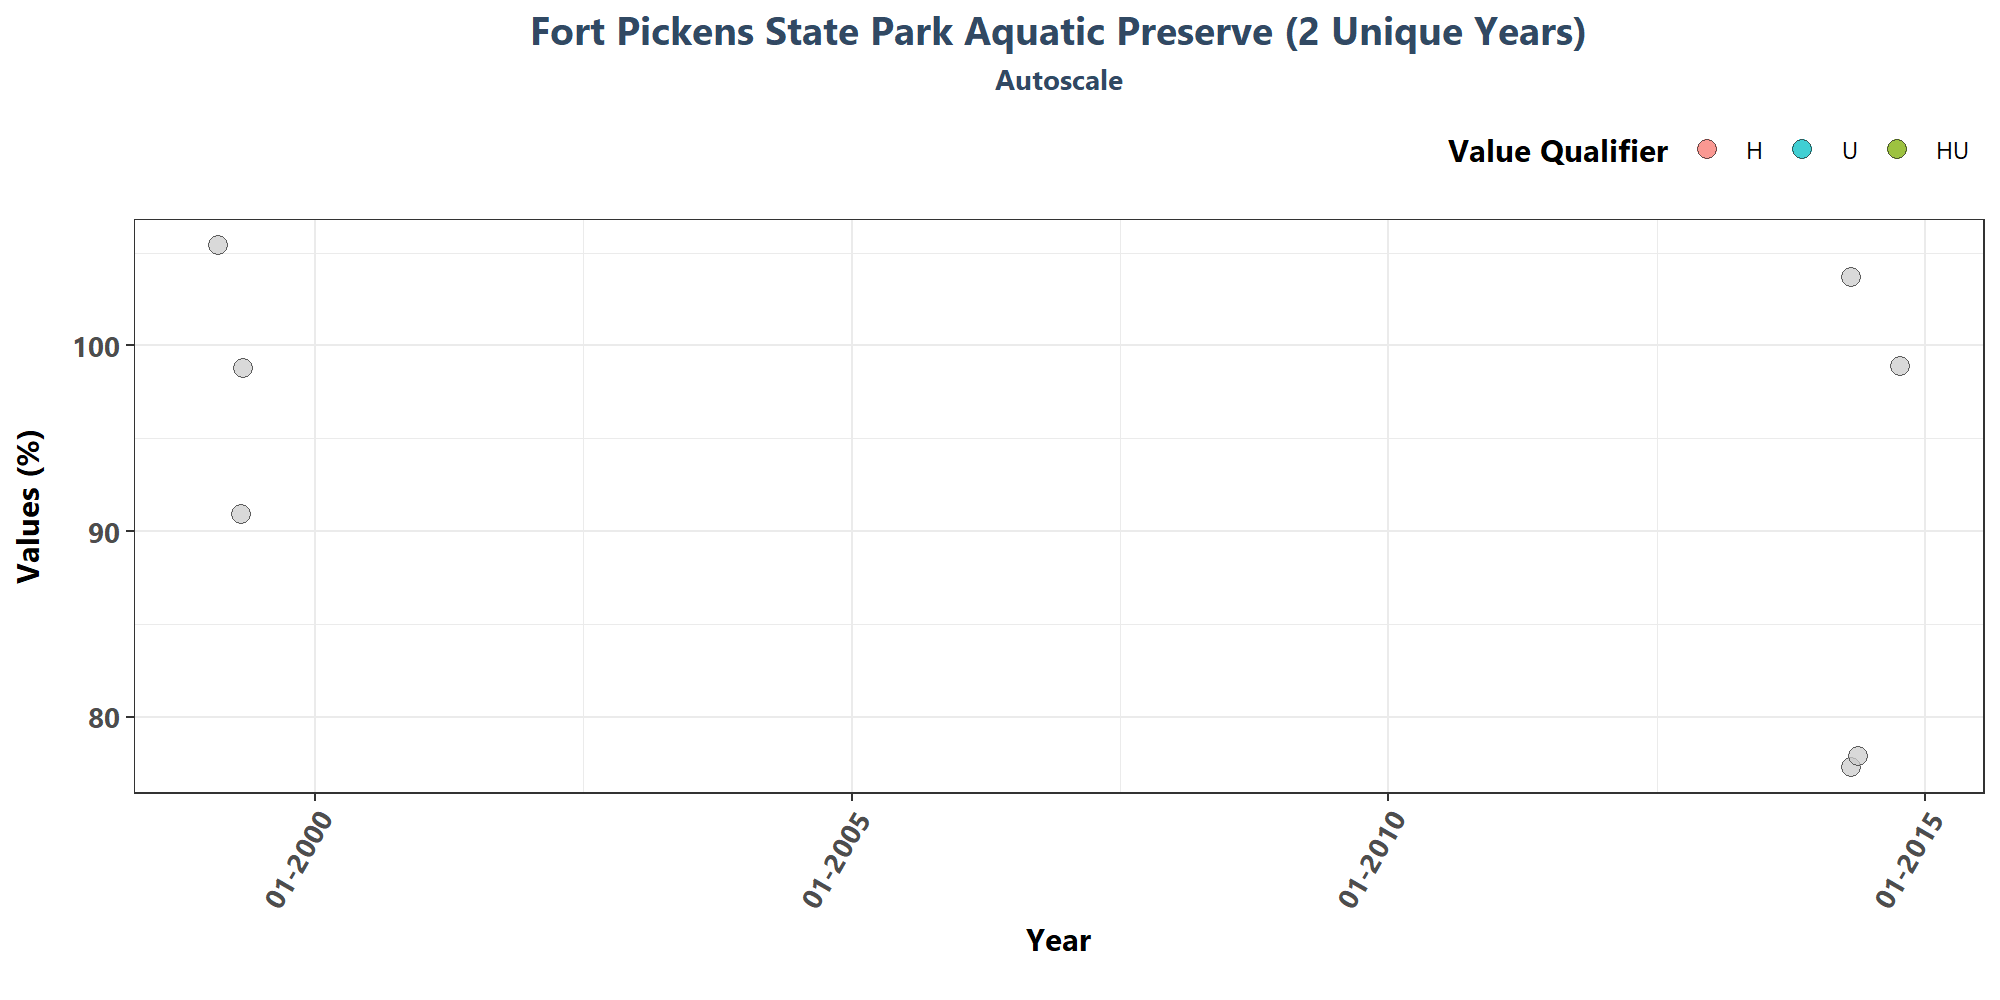 Fort Pickens State Park Aquatic Preserve (2 Unique Years)
Autoscale
Value Qualifier H U HU
Values (%)
100
90
80
01-2000 01-2005 01-2010 01-2015
Year